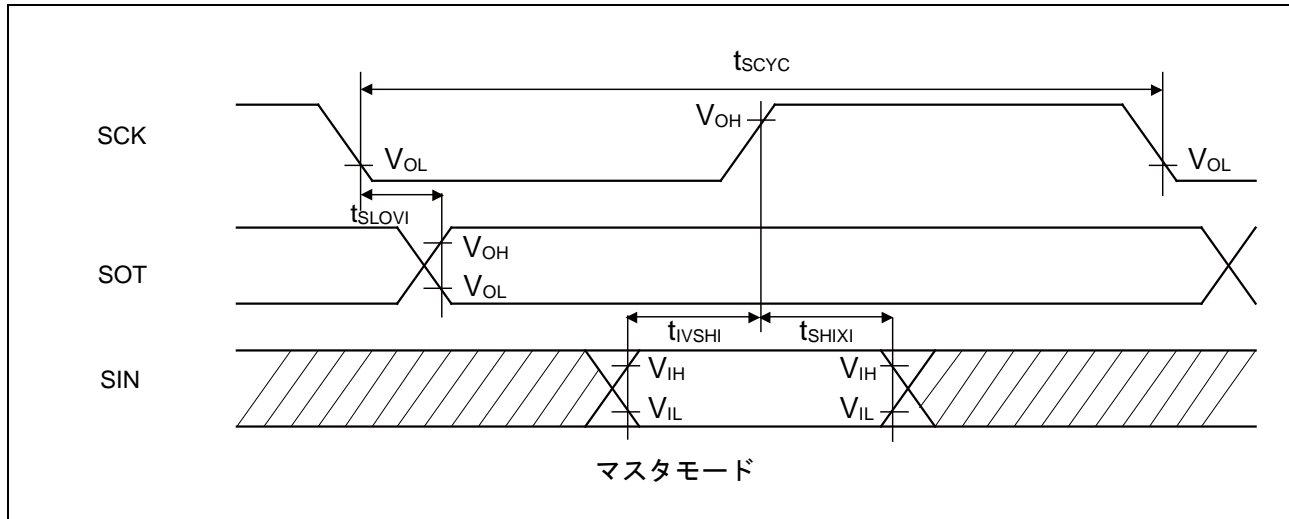 tSCYC
SCK
VOH
VOL
VOL
tSLOVI
SOT
VOH
VOL
tIVSHI
tSHIXI
SIN
VIH
VIH
VIL
VIL
マスタモード